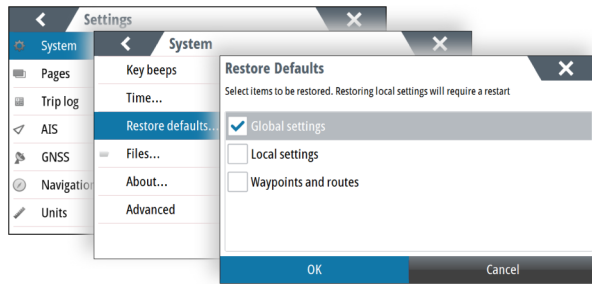 Settings
System
Pages
Trip log
AIS
GNSS
Navigation
Units
System
Key beeps
Time...
Restore defaults...
Files...
About...
Advanced
Restore Defaults
Select items to be restored. Restoring local settings will require a restart
Global settings
Local settings
Waypoints and routes
OK
Cancel